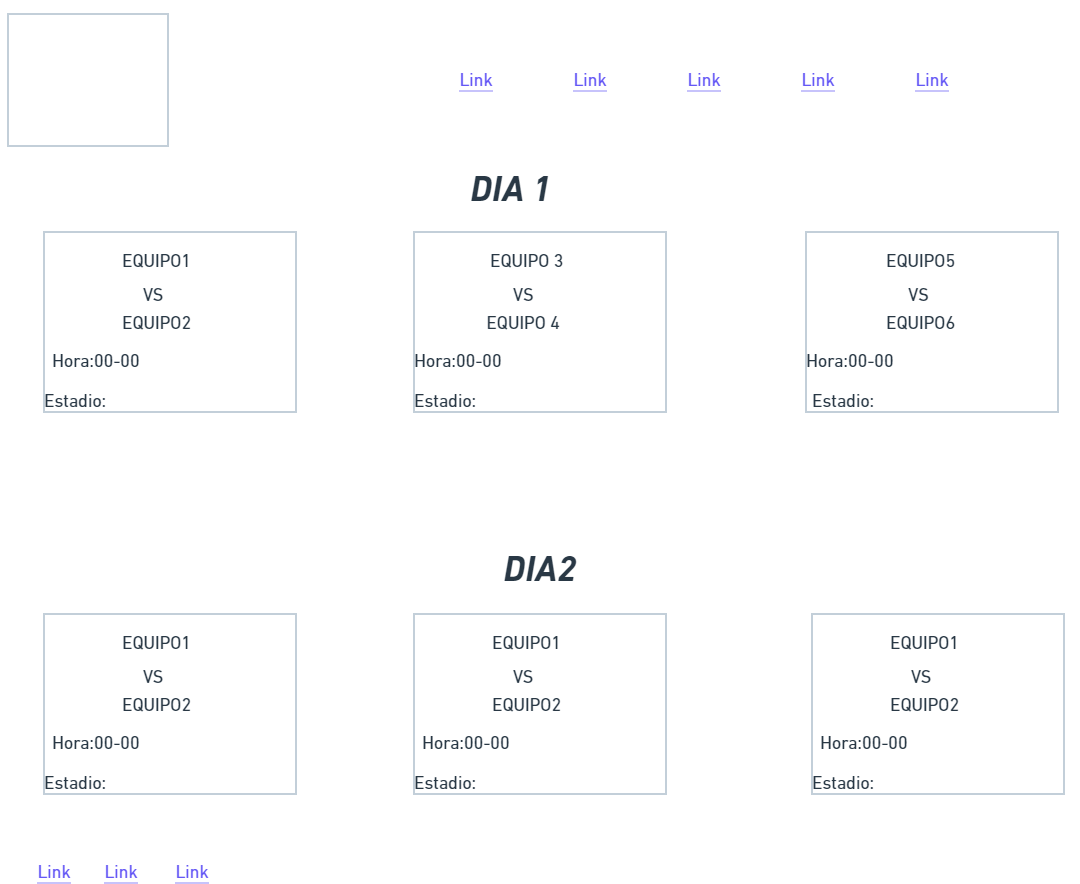 Link Link Link Link Link
DIA 1
EQUIPO1
VS
EQUIPO2
Hora:00-00
Estadio:
EQUIPO 3
VS
EQUIPO 4
Hora:00-00
Estadio:
EQUIPO5
VS
EQUIPO6
Hora:00-00
Estadio:
DIA2
EQUIPO1
VS
EQUIPO2
Hora:00-00
Estadio:
EQUIPO1
VS
EQUIPO2
Hora:00-00
Estadio:
EQUIPO1
VS
EQUIPO2
Hora:00-00
Estadio:
Link Link Link